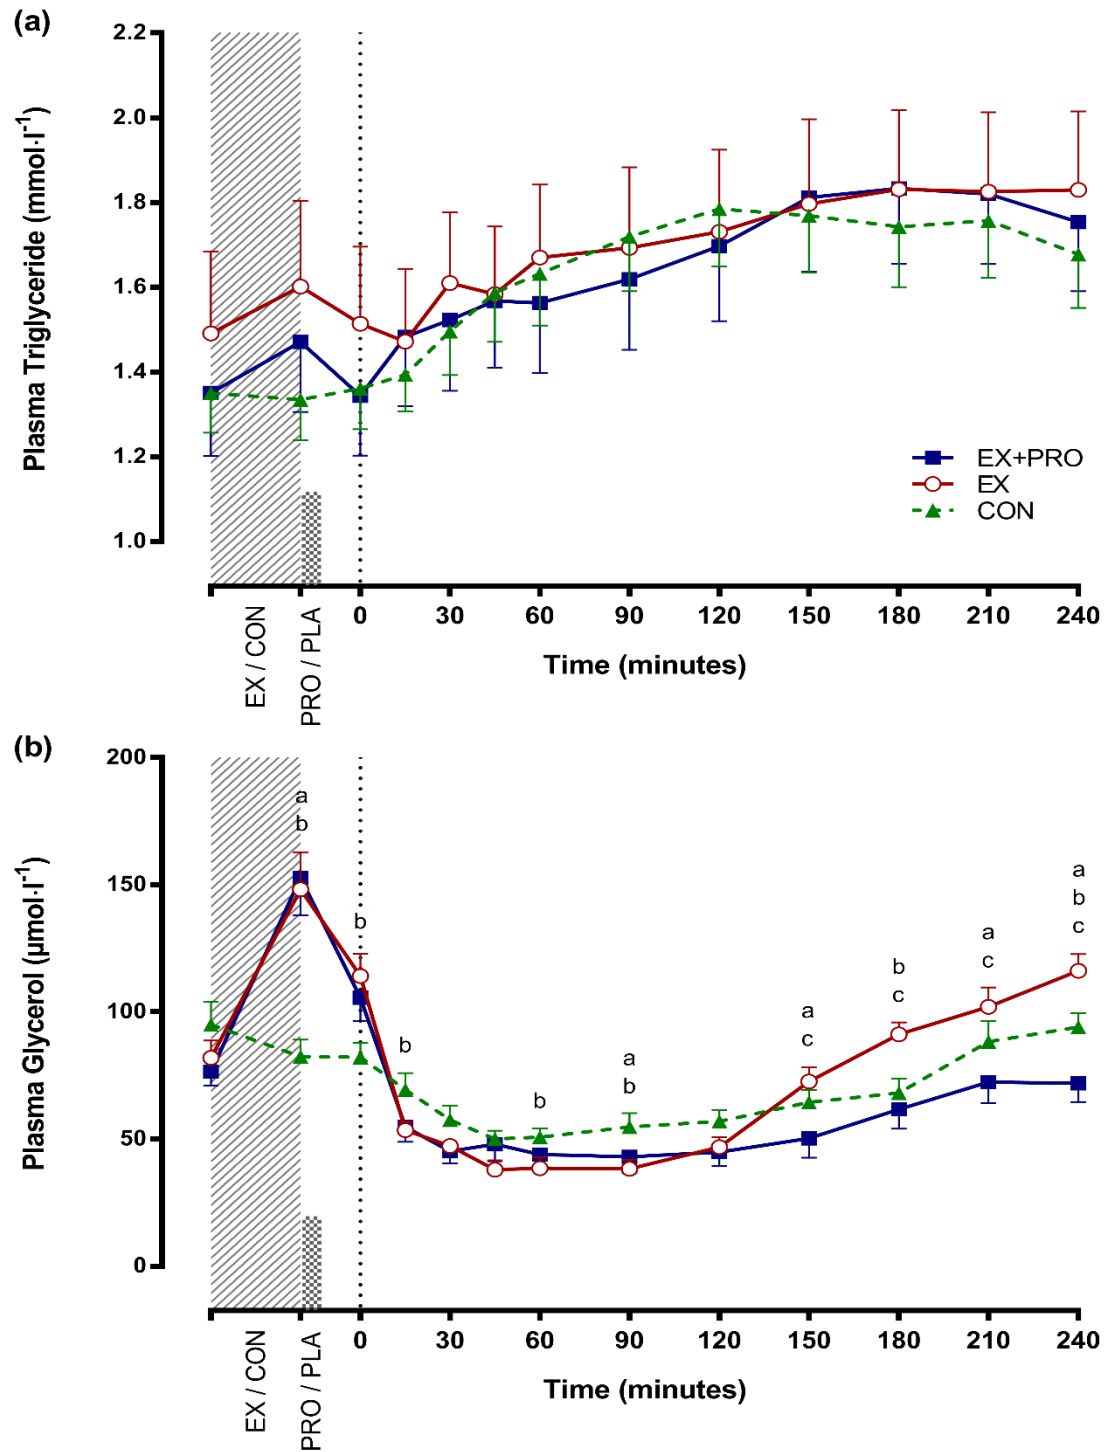 (a)
Plasma Triglyceride (mmol·l⁻¹)
2.2
2.0
1.8
1.6
1.4
1.2
1.0
EX+PRO
EX
CON
0 30 60 90 120 150 180 210 240
EX / CON
PRO / PLA
Time (minutes)
(b)
Plasma Glycerol (µmol·l⁻¹)
200
150
100
50
0
a
b
b
b
b
a
b
a
c
b
c
a
c
a
b
c
0 30 60 90 120 150 180 210 240
EX / CON
PRO / PLA
Time (minutes)